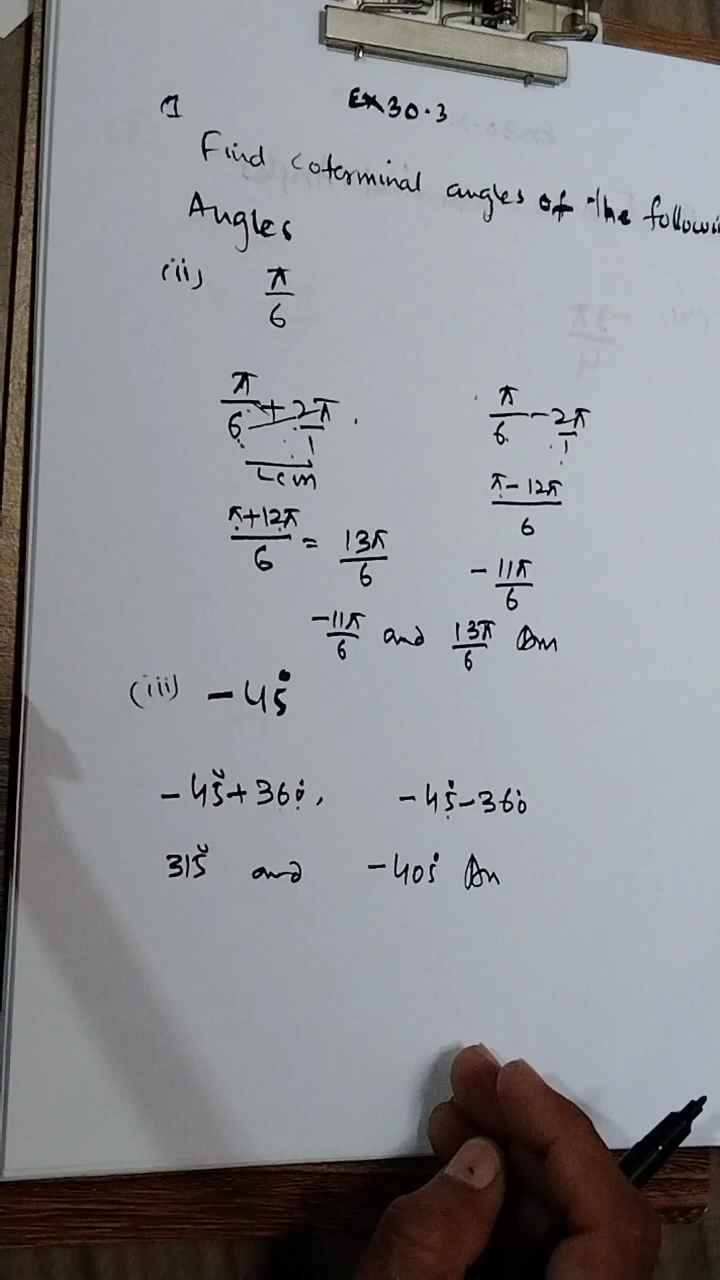 Q Ex 30.3
Find coterminal angles of the followi
Angles
(ii) π/6
π/6 + 2π/1 , π/6 - 2π/1
Lcm
π+12π/6 = 13π/6
π-12π/6
-11π/6
-11π/6 and 13π/6 Ans
(iii) -45°
-45°+360°, -45°-360°
315° and -405° An